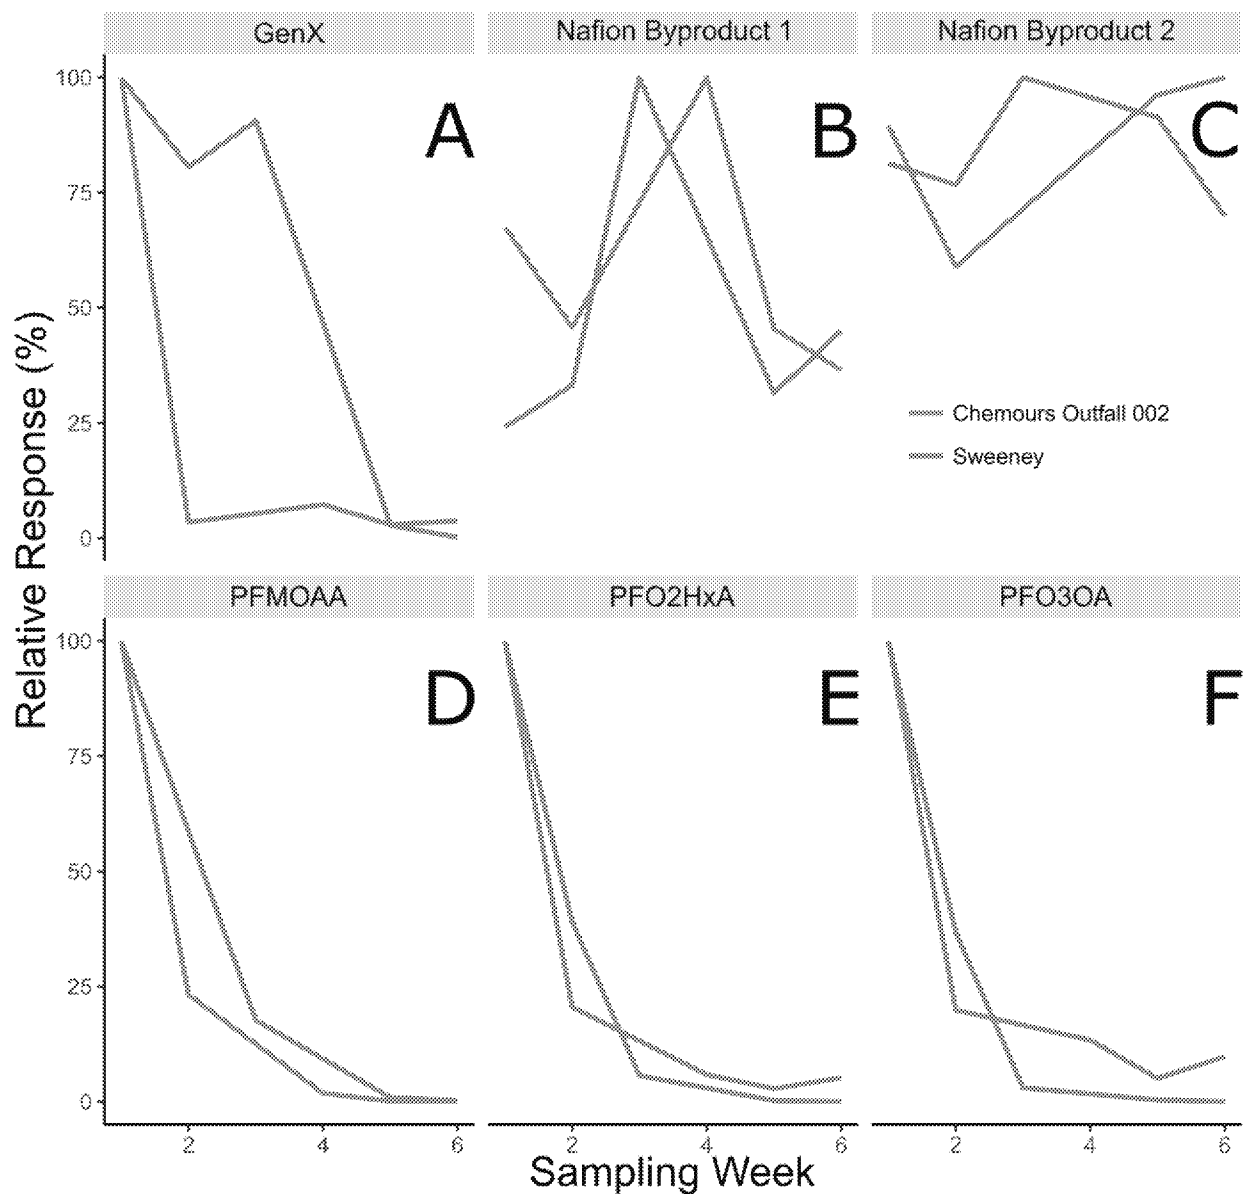 GenX
Nafion Byproduct 1
Nafion Byproduct 2
A
B
C
100
75
50
25
0
Chemours Outfall 002
Sweeney
Relative Response (%)
PFMOAA
PFO2HxA
PFO3OA
D
E
F
100
75
50
25
0
2
4
6
2
4
6
2
4
6
Sampling Week